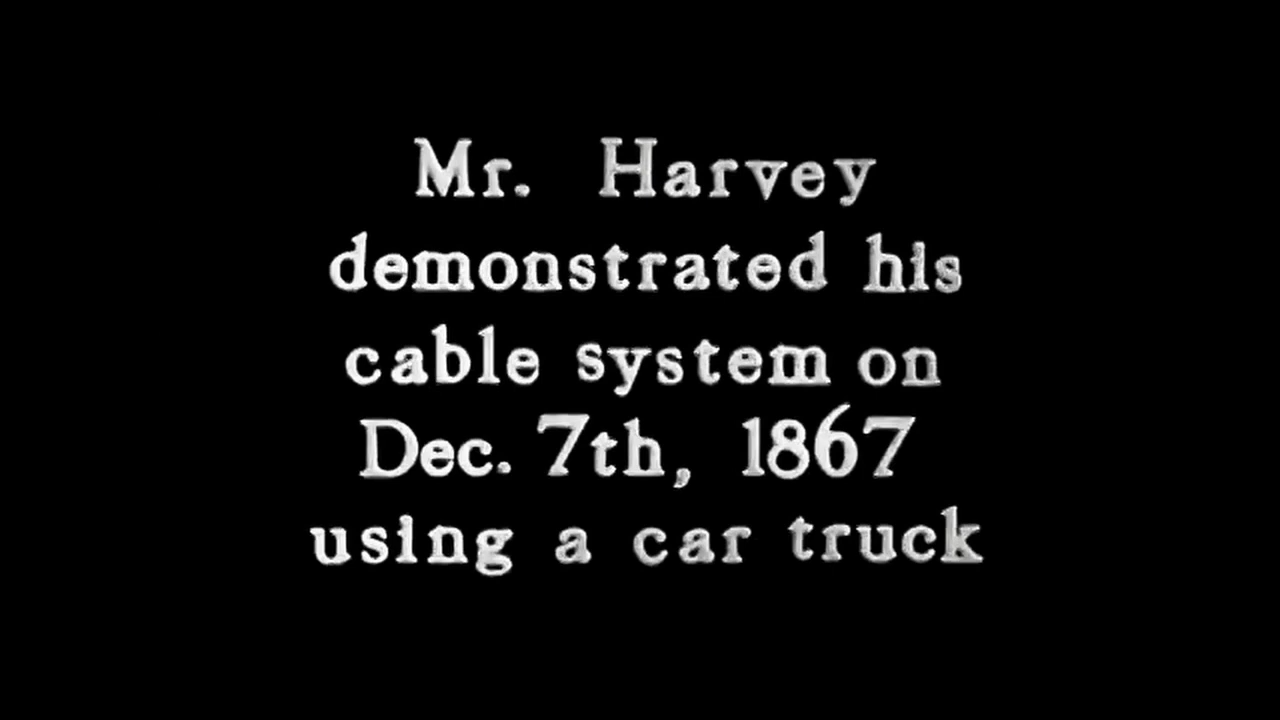 Mr. Harvey
demonstrated his
cable system on
Dec. 7th, 1867
using a car truck